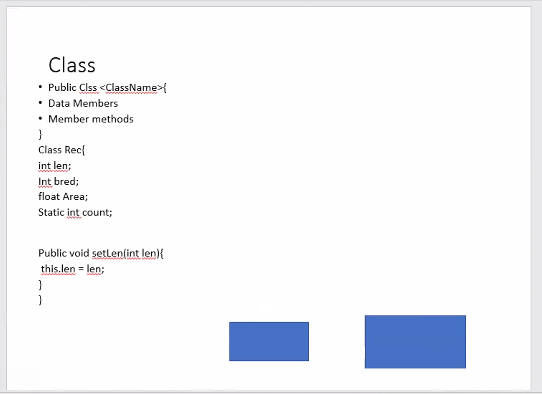 Class
• Public Clss <ClassName>{
• Data Members
• Member methods
}
Class Rec{
int len;
Int bred;
float Area;
Static int count;
Public void setLen(int len){
this.len = len;
}
}